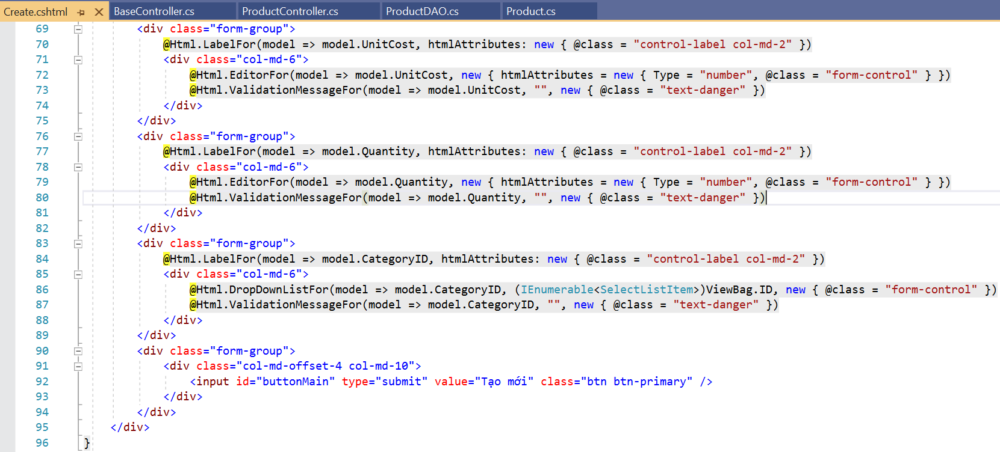 Create.cshtml BaseController.cs ProductController.cs ProductDAO.cs Product.cs
69 <div class="form-group">
70 @Html.LabelFor(model => model.UnitCost, htmlAttributes: new { @class = "control-label col-md-2" })
71 <div class="col-md-6">
72 @Html.EditorFor(model => model.UnitCost, new { htmlAttributes = new { Type = "number", @class = "form-control" } })
73 @Html.ValidationMessageFor(model => model.UnitCost, "", new { @class = "text-danger" })
74 </div>
75 </div>
76 <div class="form-group">
77 @Html.LabelFor(model => model.Quantity, htmlAttributes: new { @class = "control-label col-md-2" })
78 <div class="col-md-6">
79 @Html.EditorFor(model => model.Quantity, new { htmlAttributes = new { Type = "number", @class = "form-control" } })
80 @Html.ValidationMessageFor(model => model.Quantity, "", new { @class = "text-danger" })
81 </div>
82 </div>
83 <div class="form-group">
84 @Html.LabelFor(model => model.CategoryID, htmlAttributes: new { @class = "control-label col-md-2" })
85 <div class="col-md-6">
86 @Html.DropDownListFor(model => model.CategoryID, (IEnumerable<SelectListItem>)ViewBag.ID, new { @class = "form-control" })
87 @Html.ValidationMessageFor(model => model.CategoryID, "", new { @class = "text-danger" })
88 </div>
89 </div>
90 <div class="form-group">
91 <div class="col-md-offset-4 col-md-10">
92 <input id="buttonMain" type="submit" value="Tạo mới" class="btn btn-primary" />
93 </div>
94 </div>
95 </div>
96 }